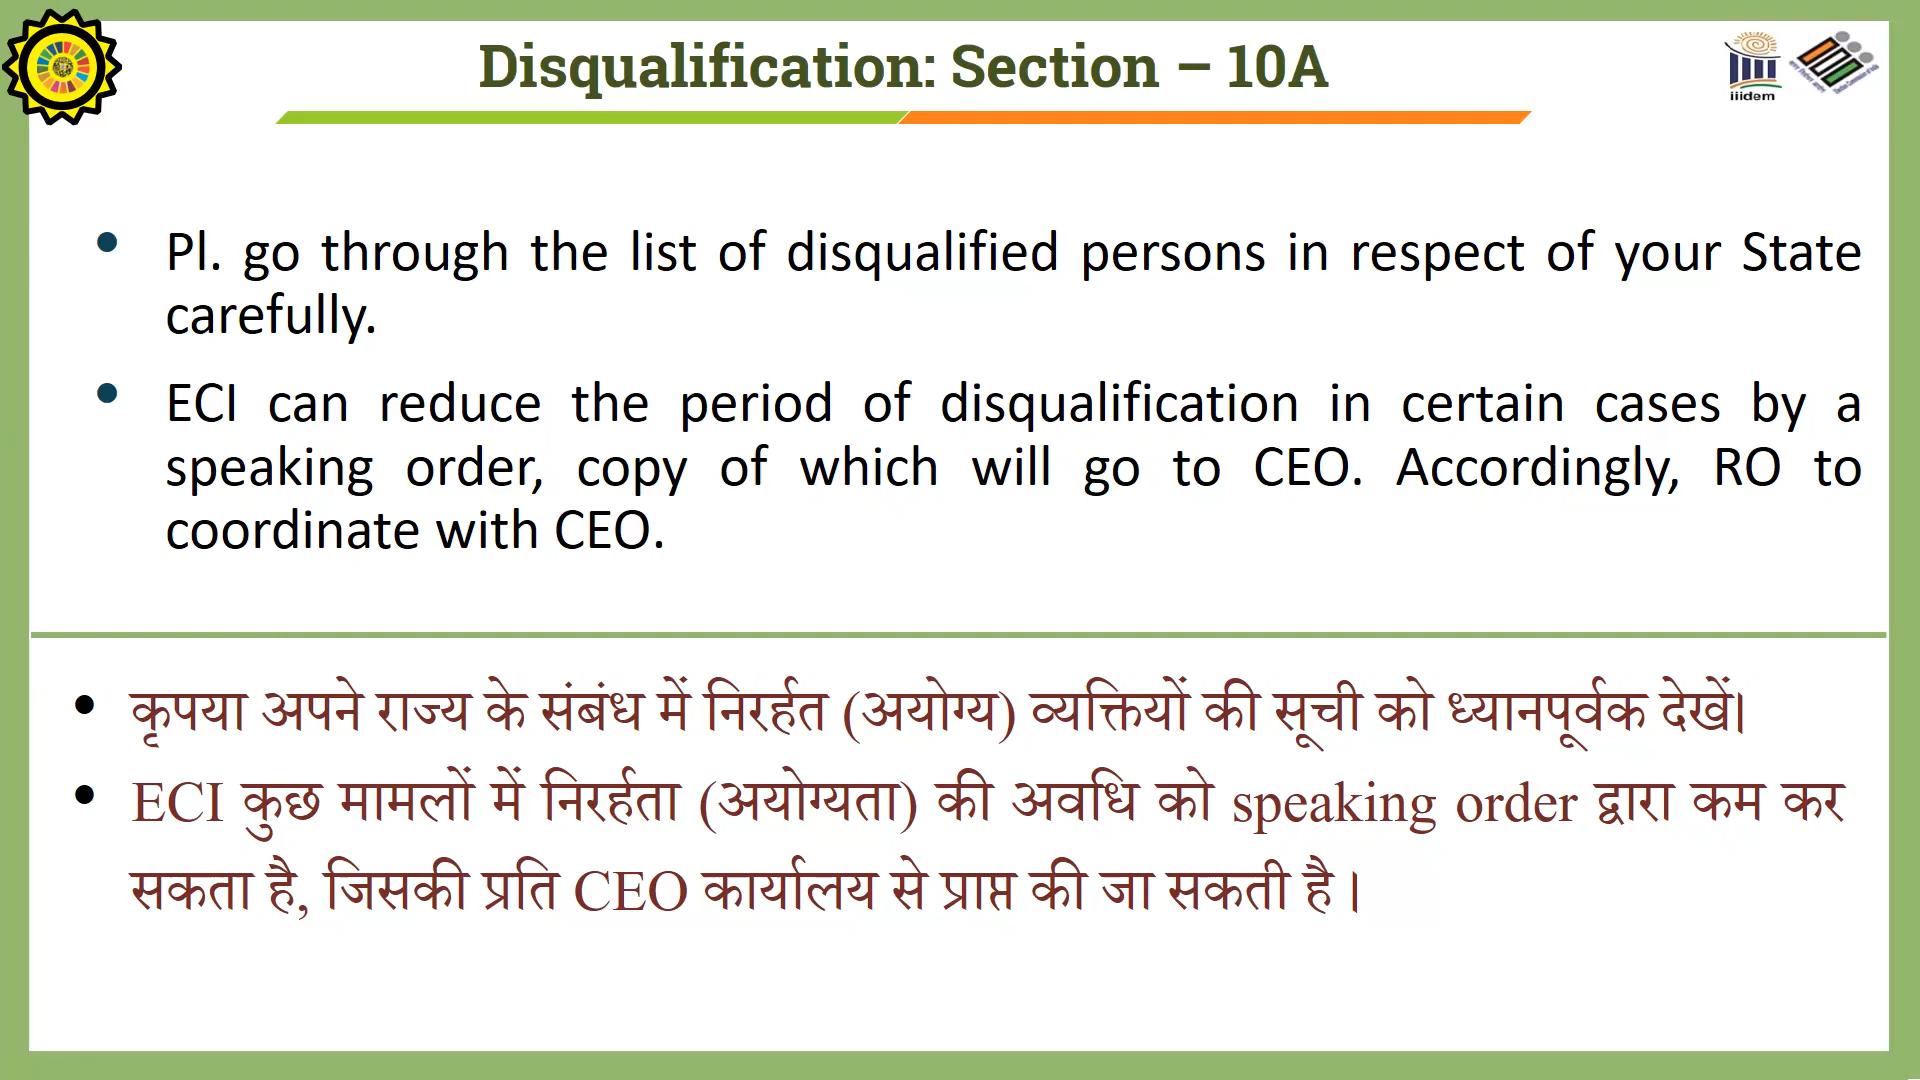 Disqualification: Section – 10A
iiidem
• Pl. go through the list of disqualified persons in respect of your State
carefully.
• ECI can reduce the period of disqualification in certain cases by a
speaking order, copy of which will go to CEO. Accordingly, RO to
coordinate with CEO.
• कृपया अपने राज्य के संबंध में निरर्हत (अयोग्य) व्यक्तियों की सूची को ध्यानपूर्वक देखें।
• ECI कुछ मामलों में निरर्हता (अयोग्यता) की अवधि को speaking order द्वारा कम कर
सकता है, जिसकी प्रति CEO कार्यालय से प्राप्त की जा सकती है।